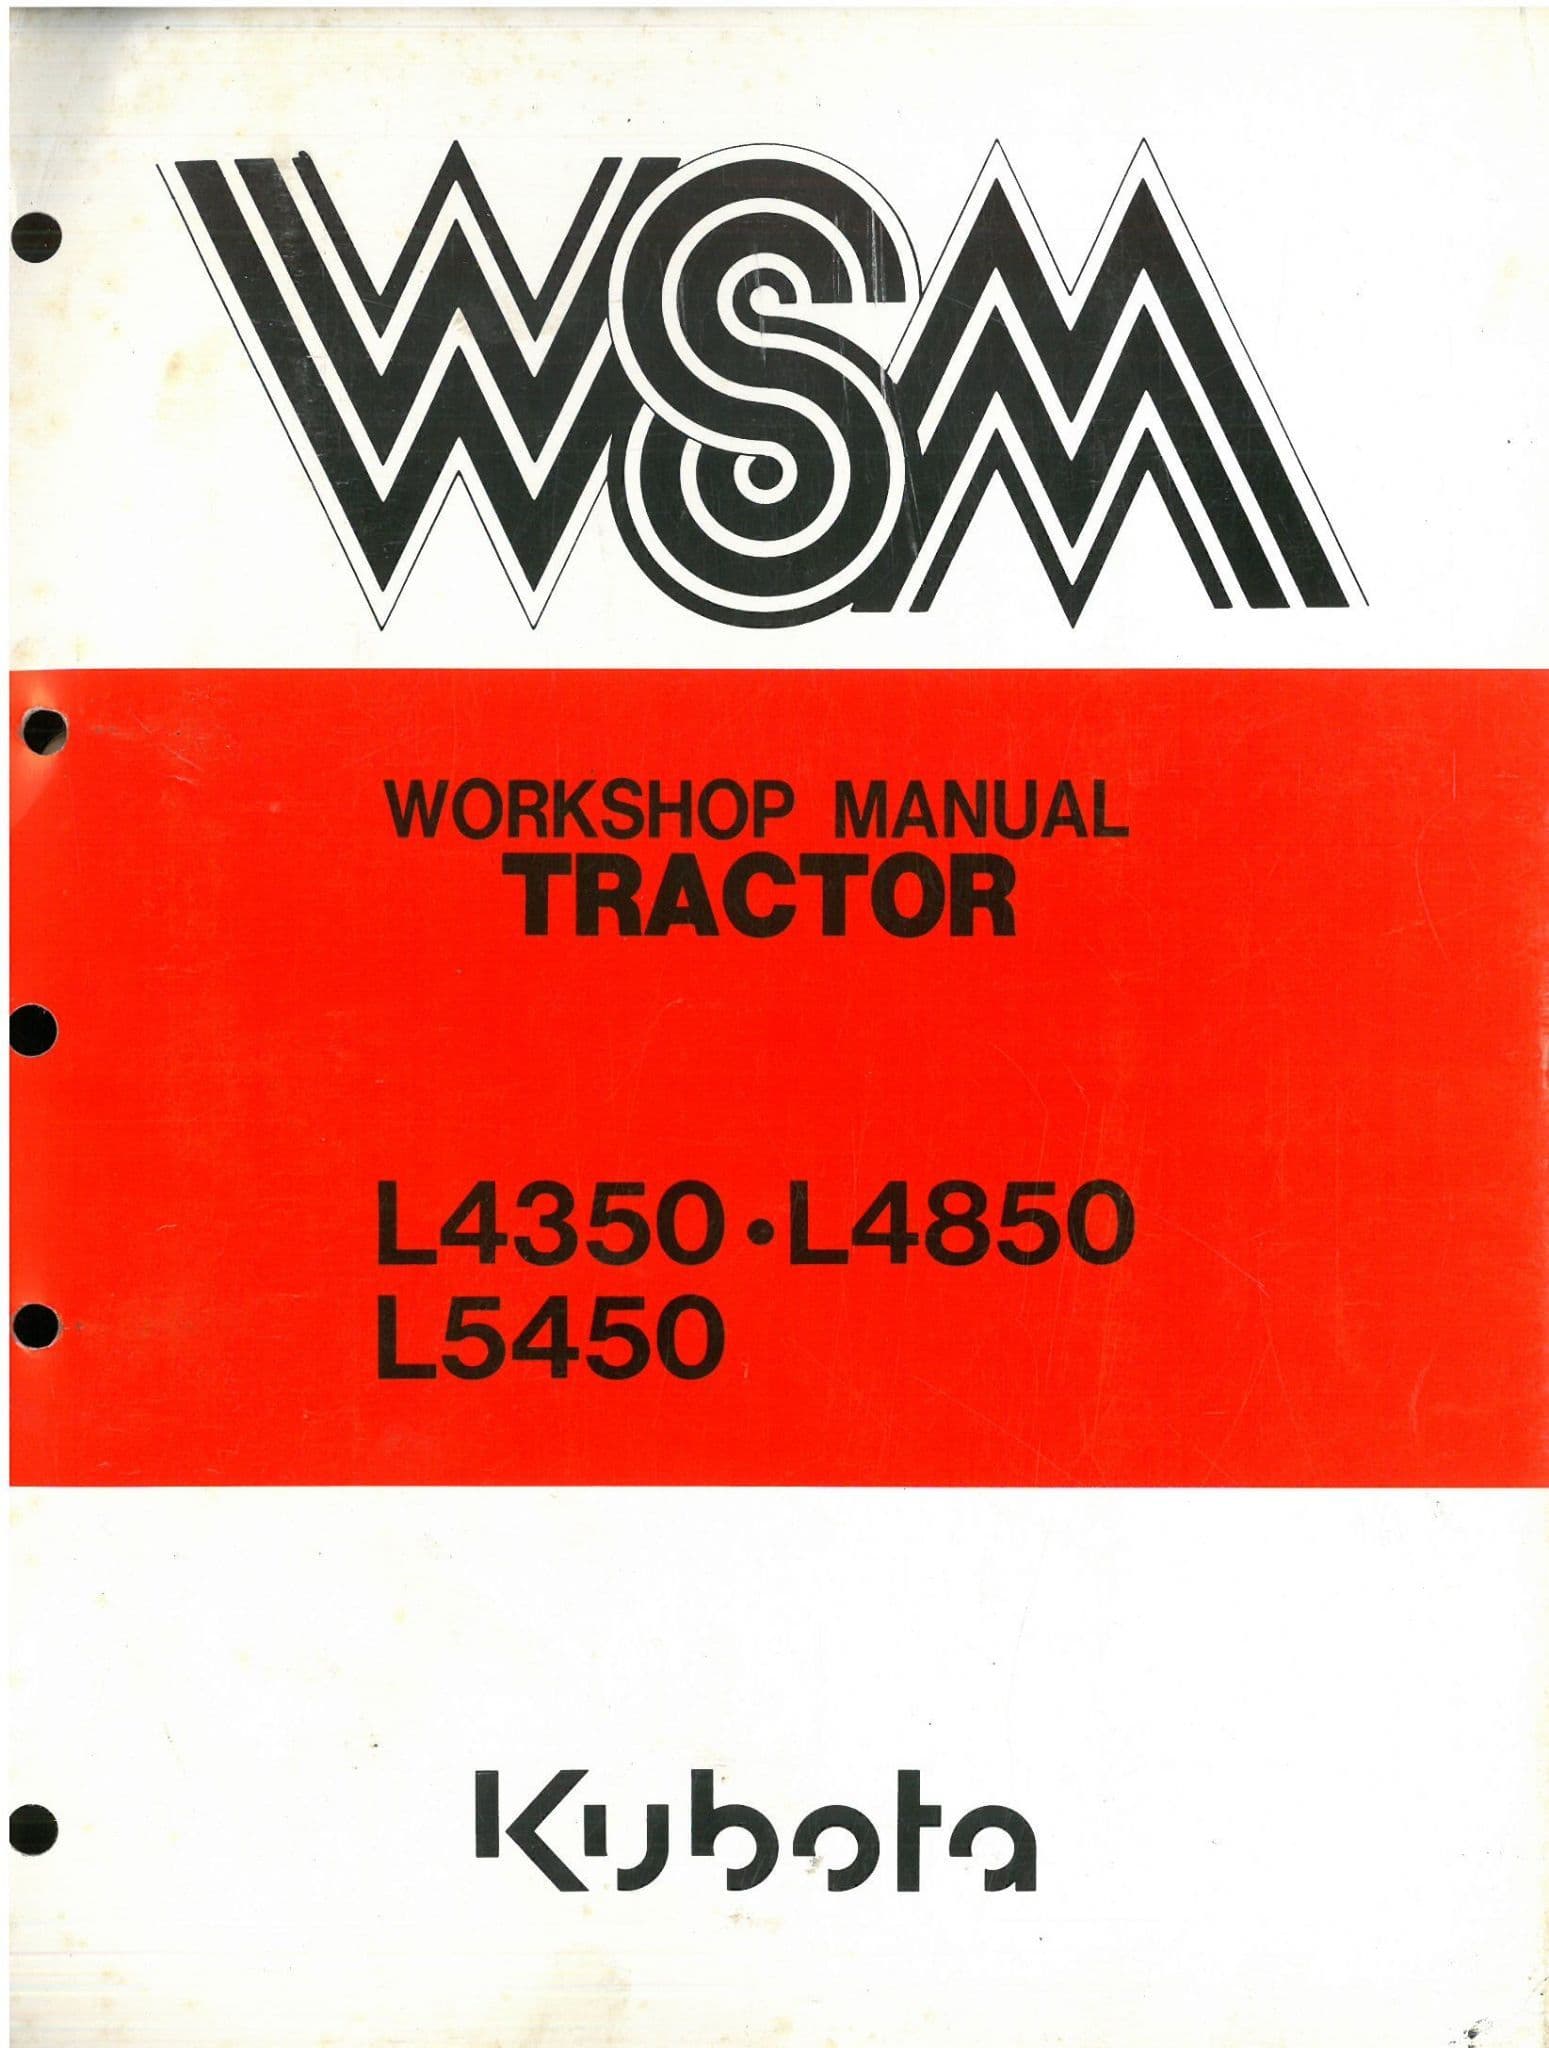 WSM
WORKSHOP MANUAL
TRACTOR
L4350・L4850
L5450
Kubota